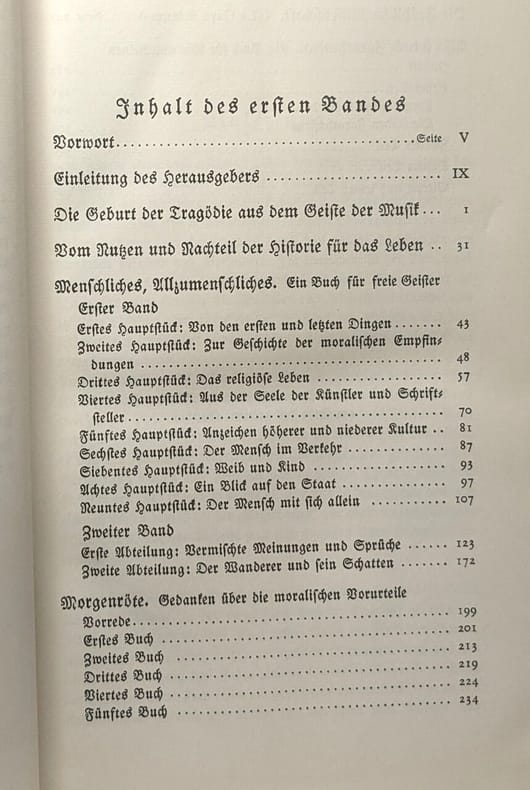 Inhalt des ersten Bandes
Vorwort........................................Seite V
Einleitung des Herausgebers ........................ IX
Die Geburt der Tragödie aus dem Geiste der Musik... 1
Vom Nutzen und Nachteil der Historie für das Leben .. 31
Menschliches, Allzumenschliches. Ein Buch für freie Geister
Erster Band
Erstes Hauptstück: Von den ersten und letzten Dingen ....... 43
Zweites Hauptstück: Zur Geschichte der moralischen Empfin-
dungen ........................................ 48
Drittes Hauptstück: Das religiöse Leben ................ 57
Viertes Hauptstück: Aus der Seele der Künstler und Schrift-
steller ........................................ 70
Fünftes Hauptstück: Anzeichen höherer und niederer Kultur .. 81
Sechstes Hauptstück: Der Mensch im Verkehr ............ 87
Siebentes Hauptstück: Weib und Kind ................. 93
Achtes Hauptstück: Ein Blick auf den Staat ............. 97
Neuntes Hauptstück: Der Mensch mit sich allein ........... 107
Zweiter Band
Erste Abteilung: Vermischte Meinungen und Sprüche ...... 123
Zweite Abteilung: Der Wanderer und sein Schatten ....... 172
Morgenröte. Gedanken über die moralischen Vorurteile
Vorrede........................................ 199
Erstes Buch ..................................... 201
Zweites Buch .................................... 213
Drittes Buch .................................... 219
Viertes Buch .................................... 224
Fünftes Buch .................................... 234